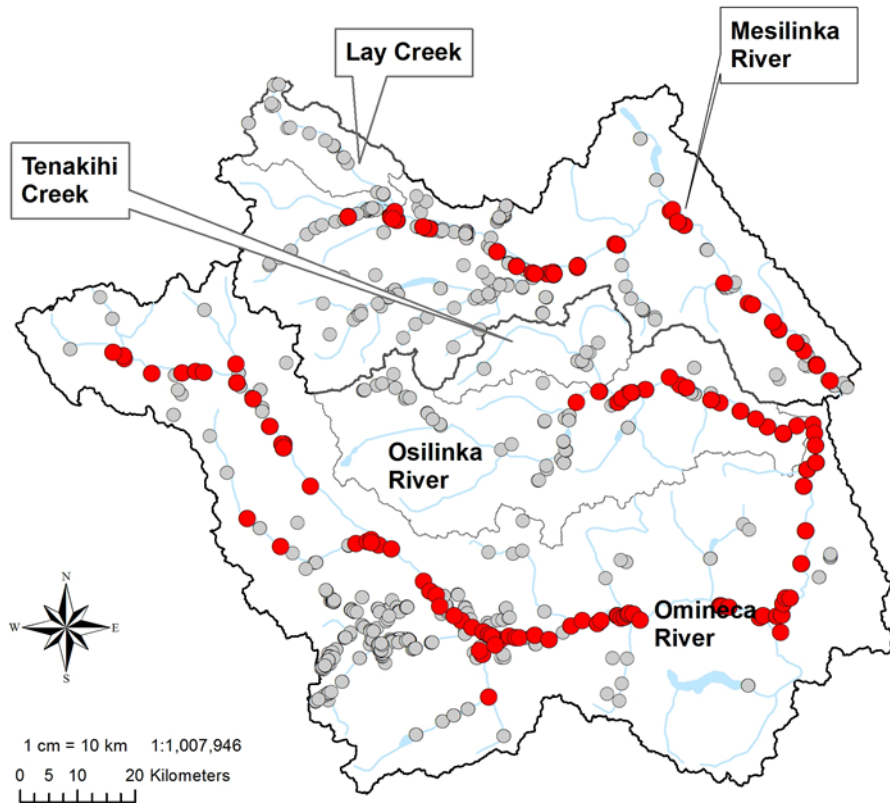 Lay Creek
Mesilinka
River
Tenakihi
Creek
Osilinka
River
Omineca
River
N
W
E
S
1 cm = 10 km 1:1,007,946
0 5 10 20 Kilometers